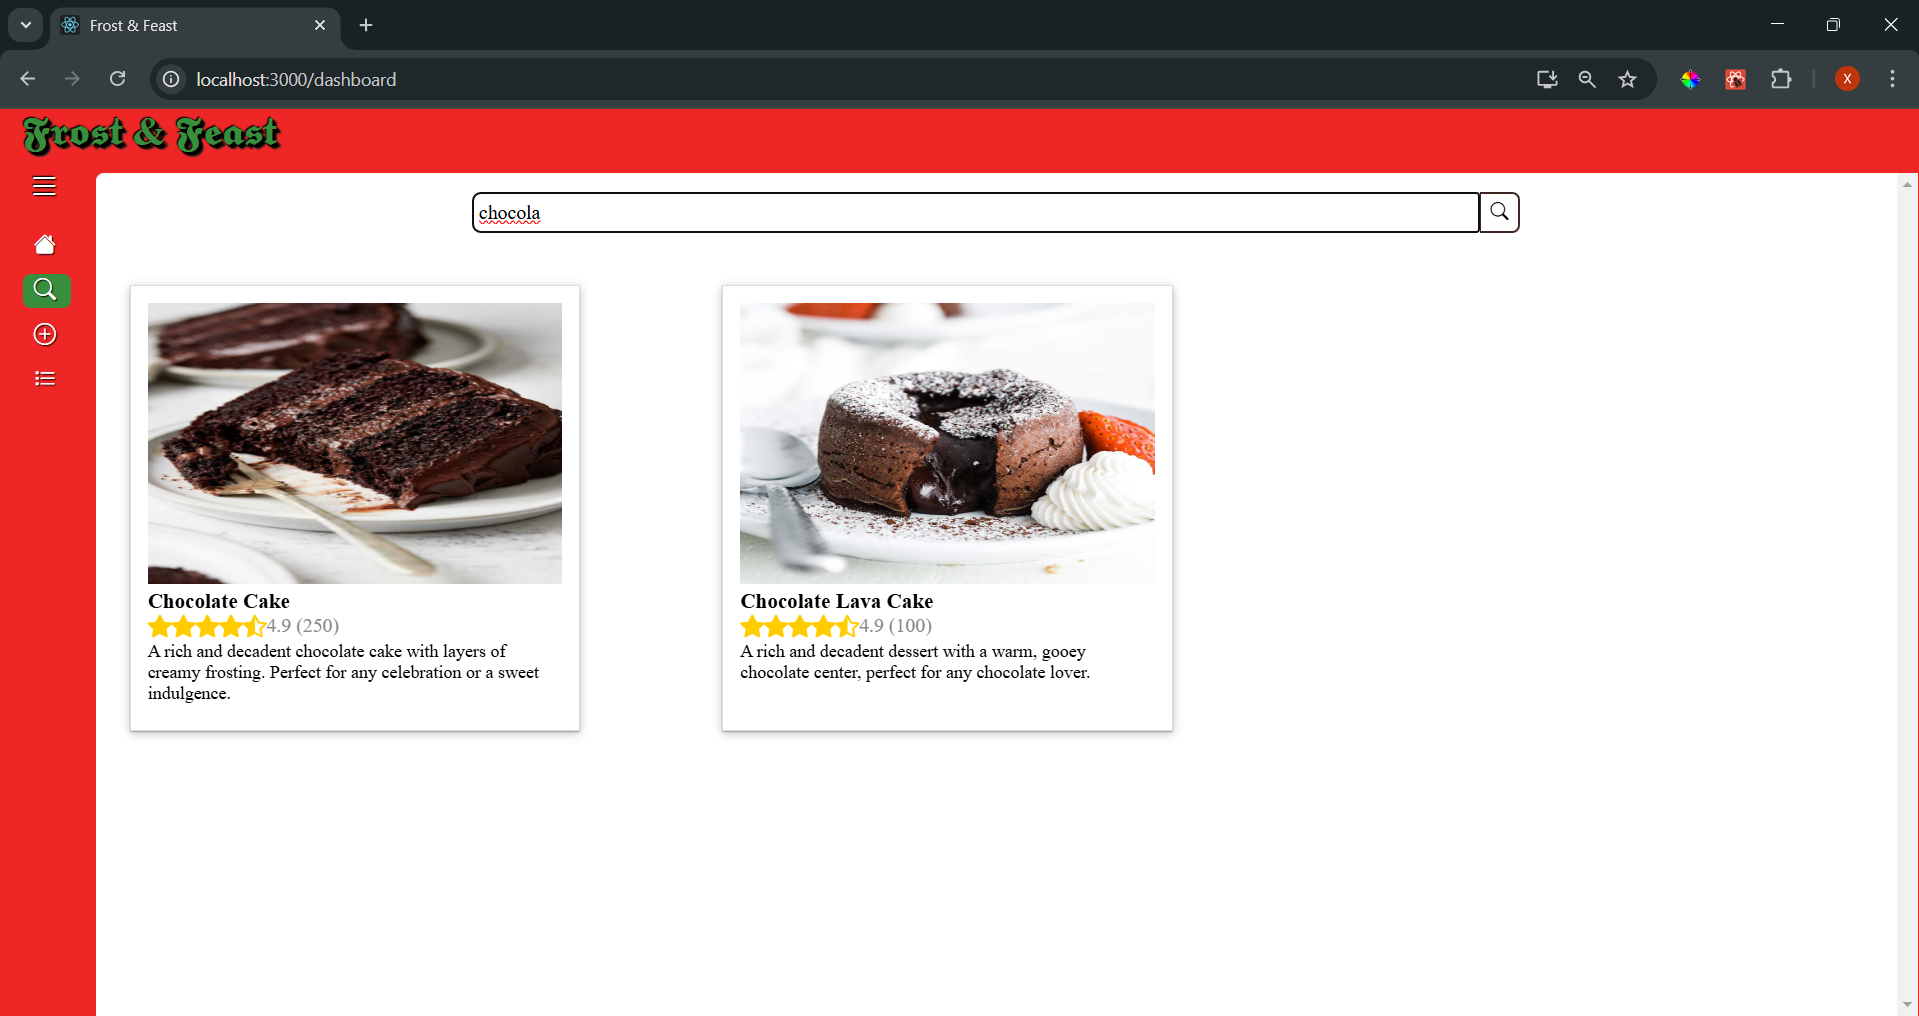 Frost & Feast
localhost:3000/dashboard
X
Frost & Feast
chocola
Chocolate Cake
4.9 (250)
A rich and decadent chocolate cake with layers of
creamy frosting. Perfect for any celebration or a sweet
indulgence.
Chocolate Lava Cake
4.9 (100)
A rich and decadent dessert with a warm, gooey
chocolate center, perfect for any chocolate lover.